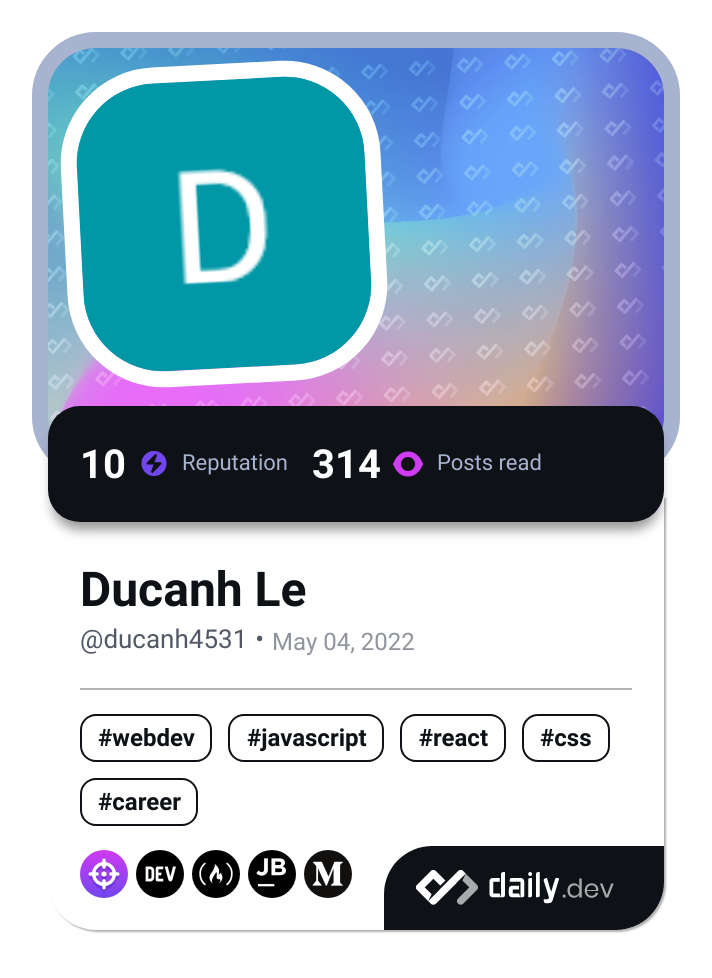 D
10 Reputation 314 Posts read
Ducanh Le
@ducanh4531 • May 04, 2022
#webdev #javascript #react #css
#career
DEV JB M daily.dev